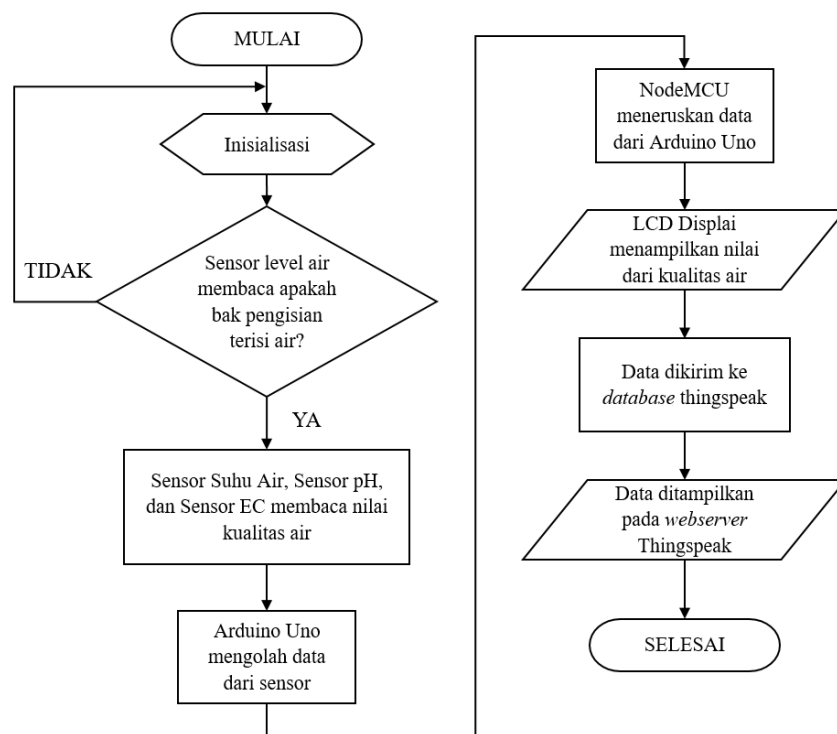 MULAI
Inisialisasi
TIDAK
Sensor level air
membaca apakah
bak pengisian
terisi air?
YA
Sensor Suhu Air, Sensor pH,
dan Sensor EC membaca nilai
kualitas air
Arduino Uno
mengolah data
dari sensor
NodeMCU
meneruskan data
dari Arduino Uno
LCD Displai
menampilkan nilai
dari kualitas air
Data dikirim ke
database thingspeak
Data ditampilkan
pada webserver
Thingspeak
SELESAI